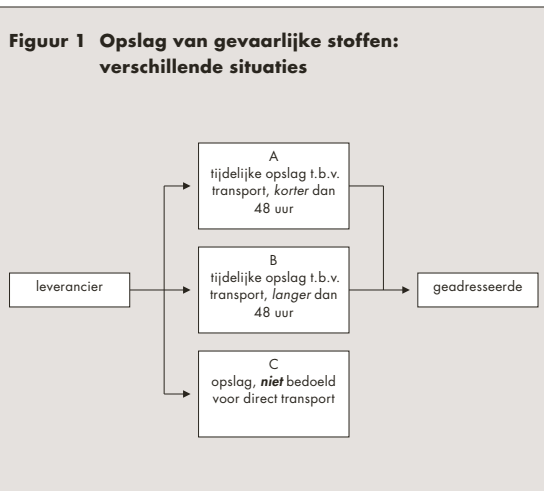 Figuur 1 Opslag van gevaarlijke stoffen:
verschillende situaties
A
tijdelijke opslag t.b.v.
transport, korter dan
48 uur
leverancier
B
tijdelijke opslag t.b.v.
transport, langer dan
48 uur
geadresseerde
C
opslag, niet bedoeld
voor direct transport